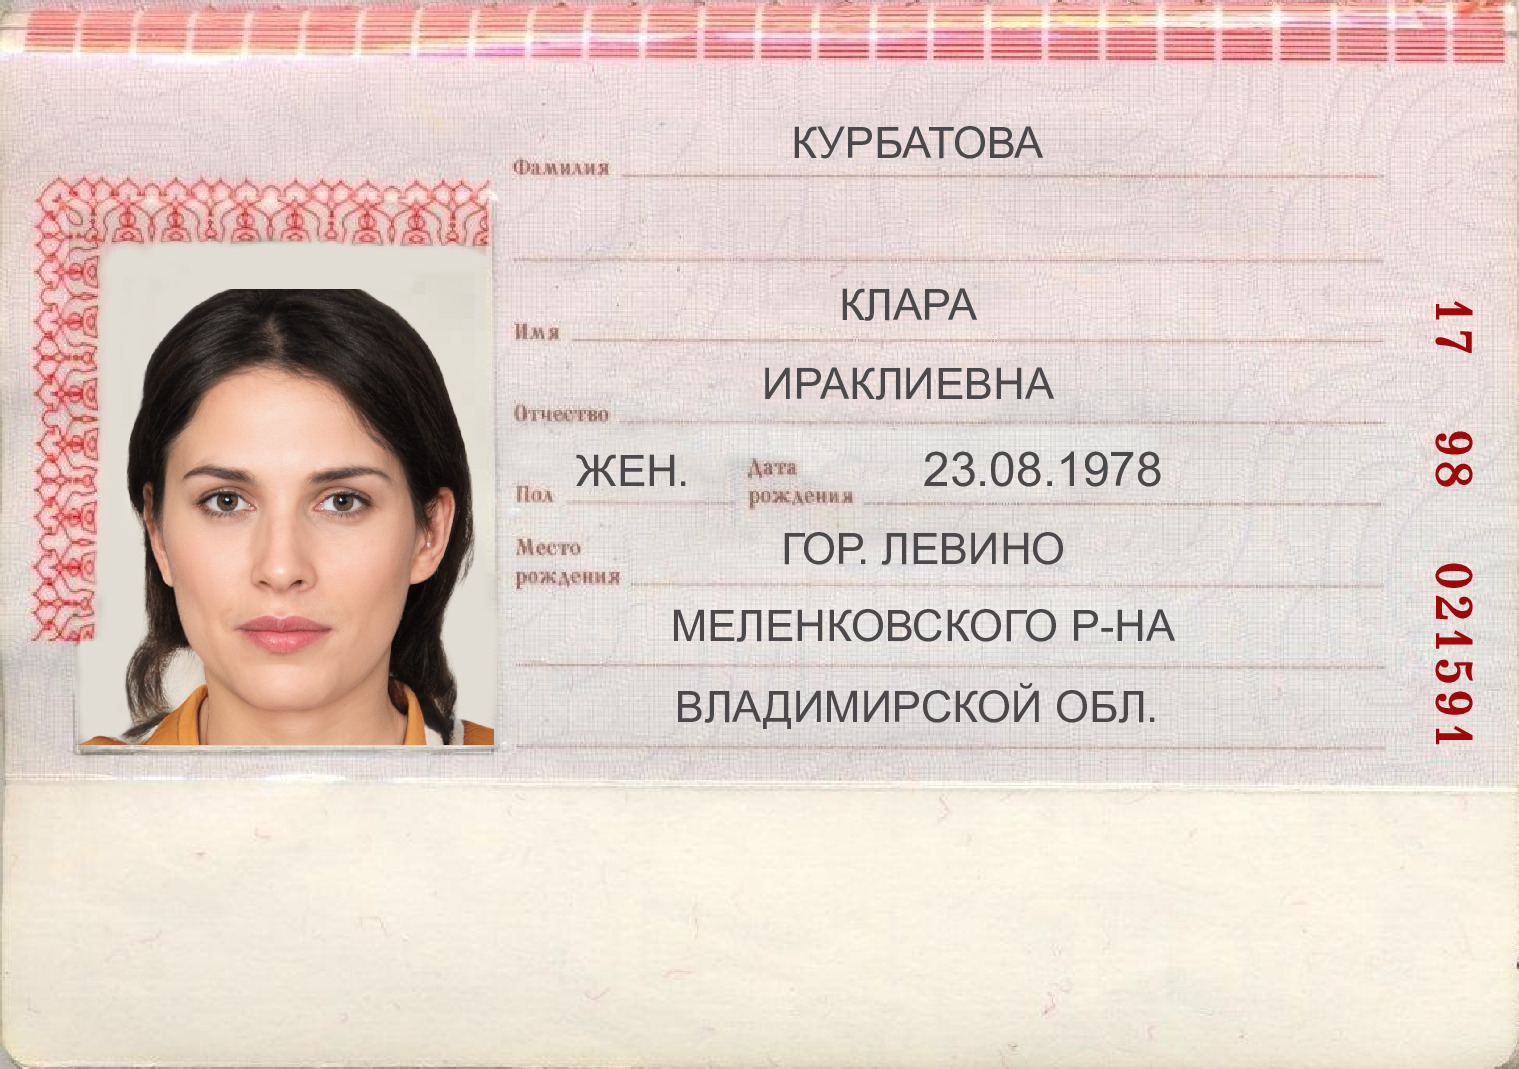 КУРБАТОВА
Фамилия
КЛАРА
Имя
ИРАКЛИЕВНА
Отчество
ЖЕН. Дата 23.08.1978
Пол рождения
Место ГОР. ЛЕВИНО
рождения
МЕЛЕНКОВСКОГО Р-НА
ВЛАДИМИРСКОЙ ОБЛ.
17 98 021591